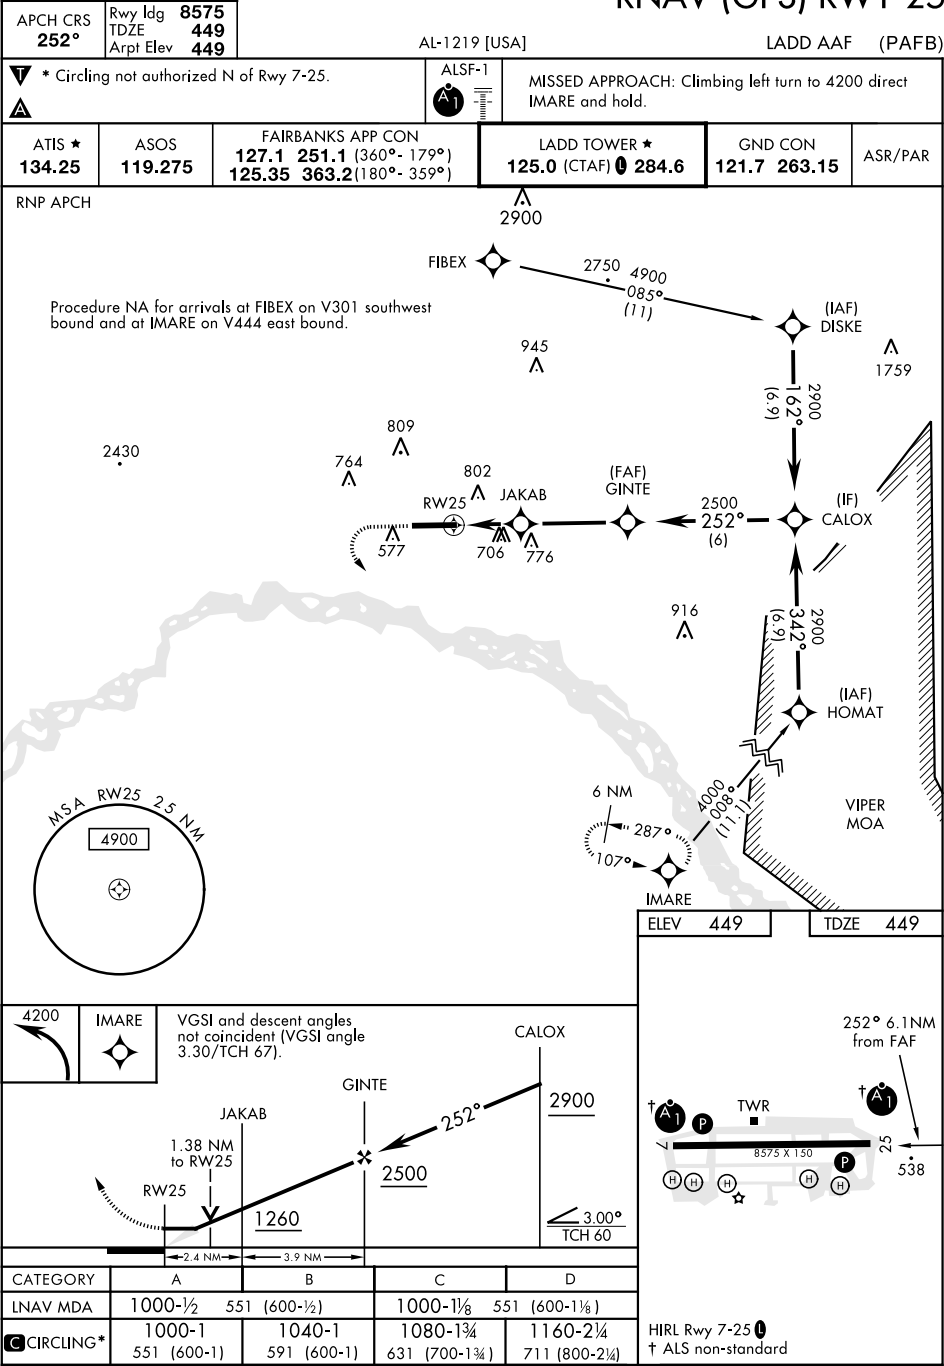 RNAV (GPS) RWY 25
APCH CRS
252°
Rwy ldg 8575
TDZE 449
Arpt Elev 449
AL-1219 [USA]
LADD AAF (PAFB)
T
A
* Circling not authorized N of Rwy 7-25.
ALSF-1
A1
MISSED APPROACH: Climbing left turn to 4200 direct
IMARE and hold.
ATIS ★
134.25
ASOS
119.275
FAIRBANKS APP CON
127.1 251.1 (360°- 179°)
125.35 363.2 (180°- 359°)
LADD TOWER ★
125.0 (CTAF) L 284.6
GND CON
121.7 263.15
ASR/PAR
RNP APCH
2900
FIBEX
2750
4900
085°
(11)
(IAF)
DISKE
Procedure NA for arrivals at FIBEX on V301 southwest
bound and at IMARE on V444 east bound.
945
1759
2900
162°
(6.9)
809
2430
764
802
(FAF)
GINTE
RW25
JAKAB
2500
252°
(6)
(IF)
CALOX
577
706
776
916
2900
342°
(6.9)
(IAF)
HOMAT
4000
008°
(11.1)
6 NM
287°
107°
IMARE
VIPER
MOA
MSA RW25 25 NM
4900
ELEV 449
TDZE 449
4200
IMARE
VGSI and descent angles
not coincident (VGSI angle
3.30/TCH 67).
CALOX
GINTE
JAKAB
252°
2900
1.38 NM
to RW25
2500
RW25
1260
3.00°
TCH 60
2.4 NM
3.9 NM
252° 6.1NM
from FAF
† A1
† A1
P
TWR
7
8575 X 150
25
P
538
H
H
H
H
H
CATEGORY A B C D
LNAV MDA 1000-½ 551 (600-½) 1000-1⅛ 551 (600-1⅛)
C CIRCLING* 1000-1 1040-1 1080-1¾ 1160-2¼
551 (600-1) 591 (600-1) 631 (700-1¾) 711 (800-2¼)
HIRL Rwy 7-25 L
† ALS non-standard